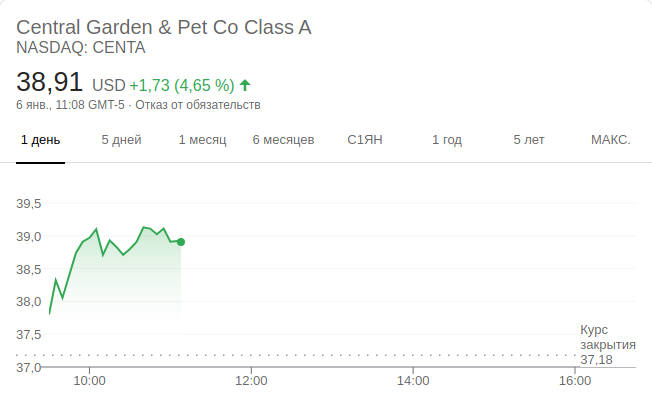 Central Garden & Pet Co Class A
NASDAQ: CENTA
38,91 USD +1,73 (4,65 %) ↑
6 янв., 11:08 GMT-5 · Отказ от обязательств
1 день 5 дней 1 месяц 6 месяцев С1ЯН 1 год 5 лет МАКС.
39,5
39,0
38,5
38,0
37,5
37,0
Курс
закрытия
37,18
10:00 12:00 14:00 16:00